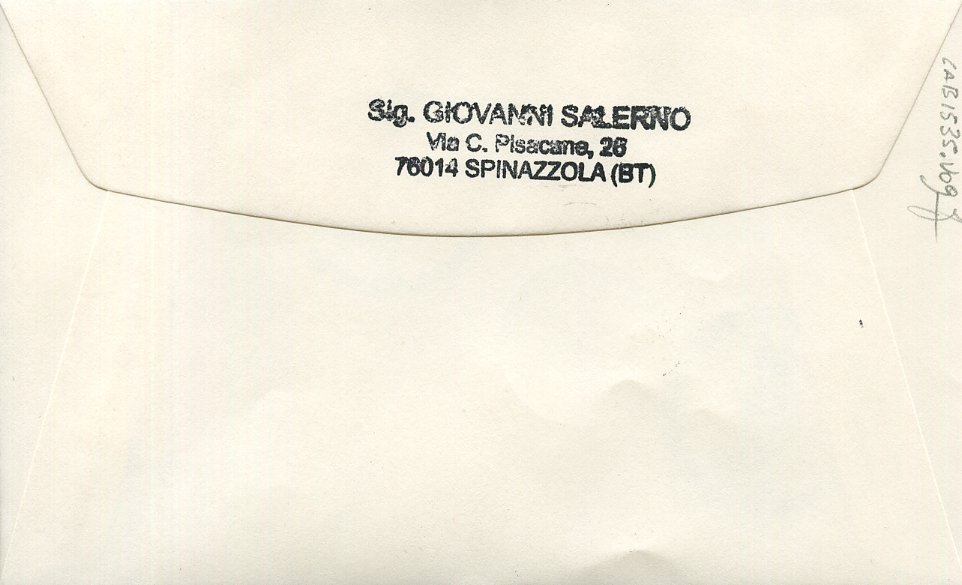 Sig. GIOVANNI SALERNO
Via C. Pisacane, 26
76014 SPINAZZOLA (BT)